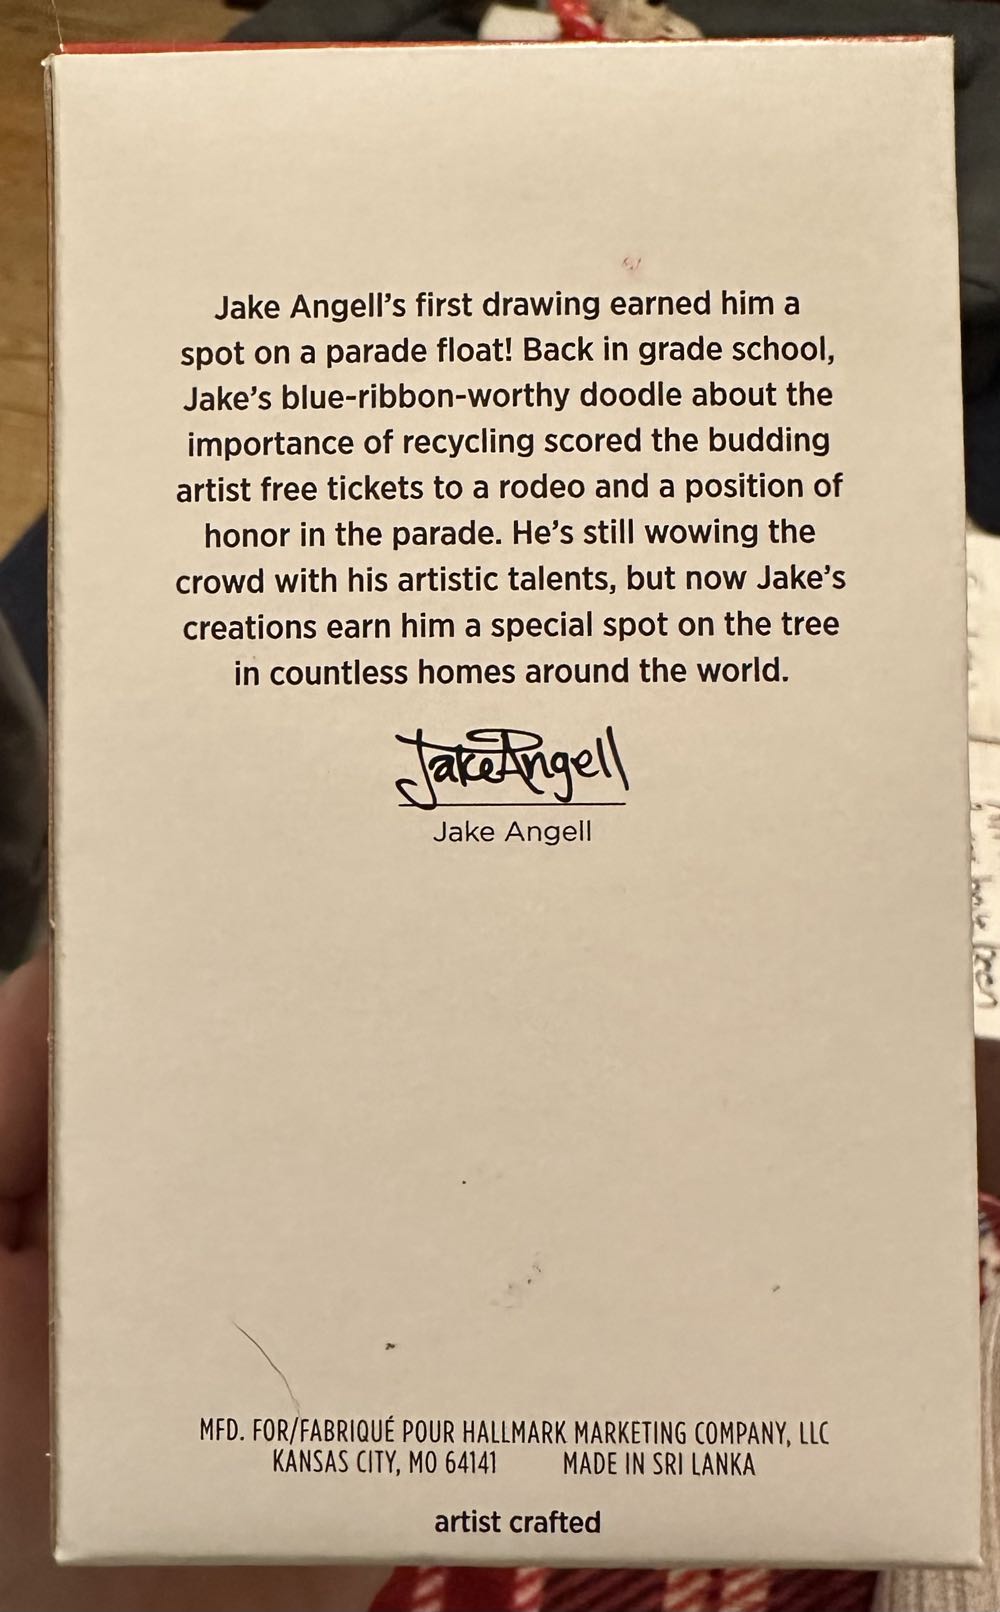 Jake Angell's first drawing earned him a
spot on a parade float! Back in grade school,
Jake's blue-ribbon-worthy doodle about the
importance of recycling scored the budding
artist free tickets to a rodeo and a position of
honor in the parade. He's still wowing the
crowd with his artistic talents, but now Jake's
creations earn him a special spot on the tree
in countless homes around the world.
Jake Angell
Jake Angell
MFD. FOR/FABRIQUÉ POUR HALLMARK MARKETING COMPANY, LLC
KANSAS CITY, MO 64141 MADE IN SRI LANKA
artist crafted
been